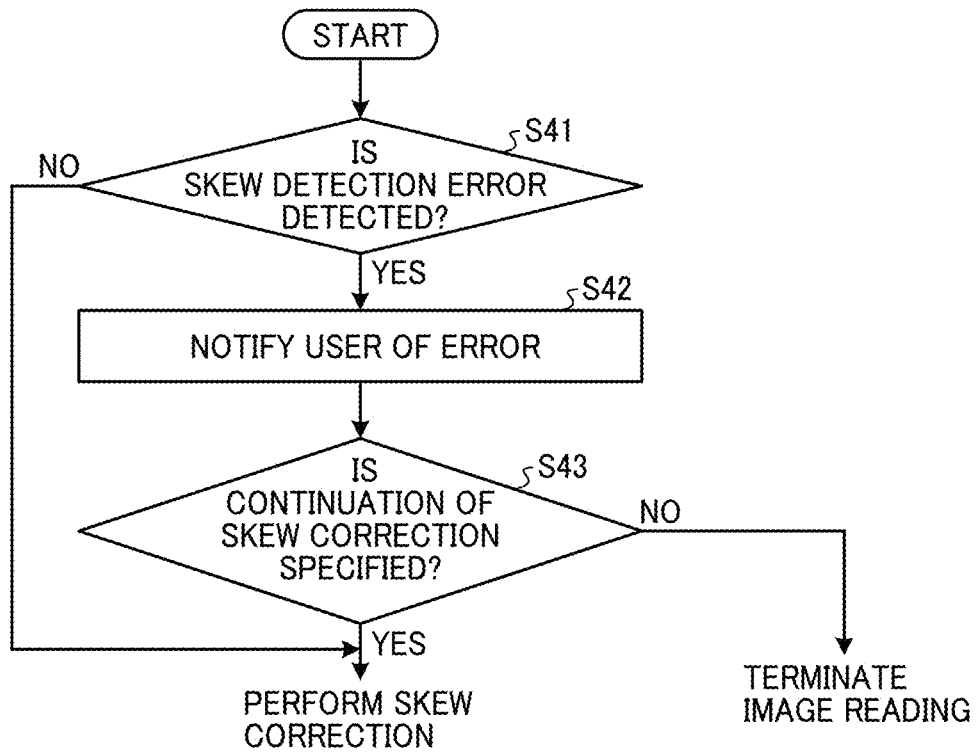 START
S41
IS
SKEW DETECTION ERROR
DETECTED?
NO
YES
S42
NOTIFY USER OF ERROR
S43
IS
CONTINUATION OF
SKEW CORRECTION
SPECIFIED?
NO
YES
PERFORM SKEW
CORRECTION
TERMINATE
IMAGE READING